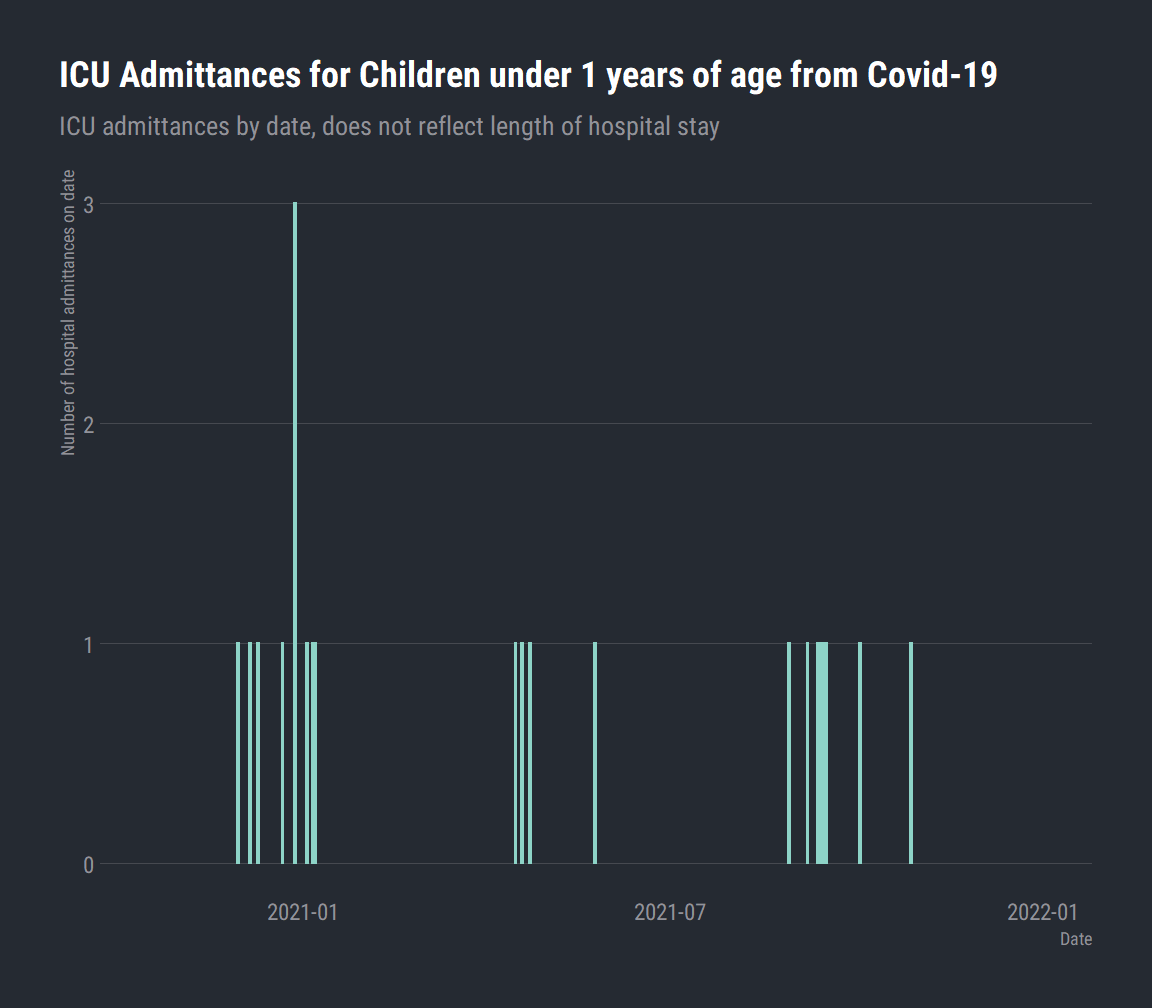 ICU Admittances for Children under 1 years of age from Covid-19
ICU admittances by date, does not reflect length of hospital stay
Number of hospital admittances on date
3
2
1
0
2021-01
2021-07
2022-01
Date